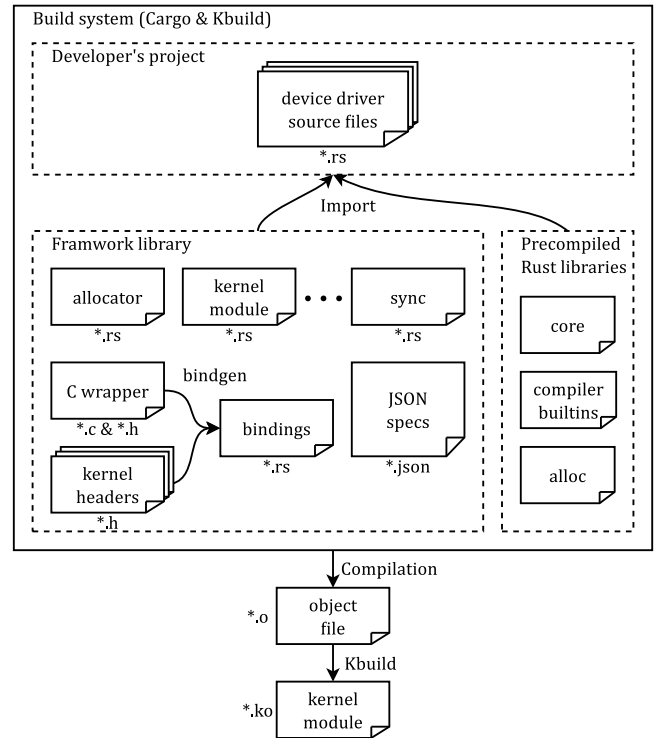 Build system (Cargo & Kbuild)
Developer's project
device driver
source files
*.rs
Import
Framwork library
allocator
*.rs
kernel
module
*.rs
sync
*.rs
C wrapper
*.c & *.h
bindgen
kernel
headers
*.h
bindings
*.rs
JSON
specs
*.json
Precompiled
Rust libraries
core
compiler
builtins
alloc
Compilation
*.o
object
file
Kbuild
*.ko
kernel
module